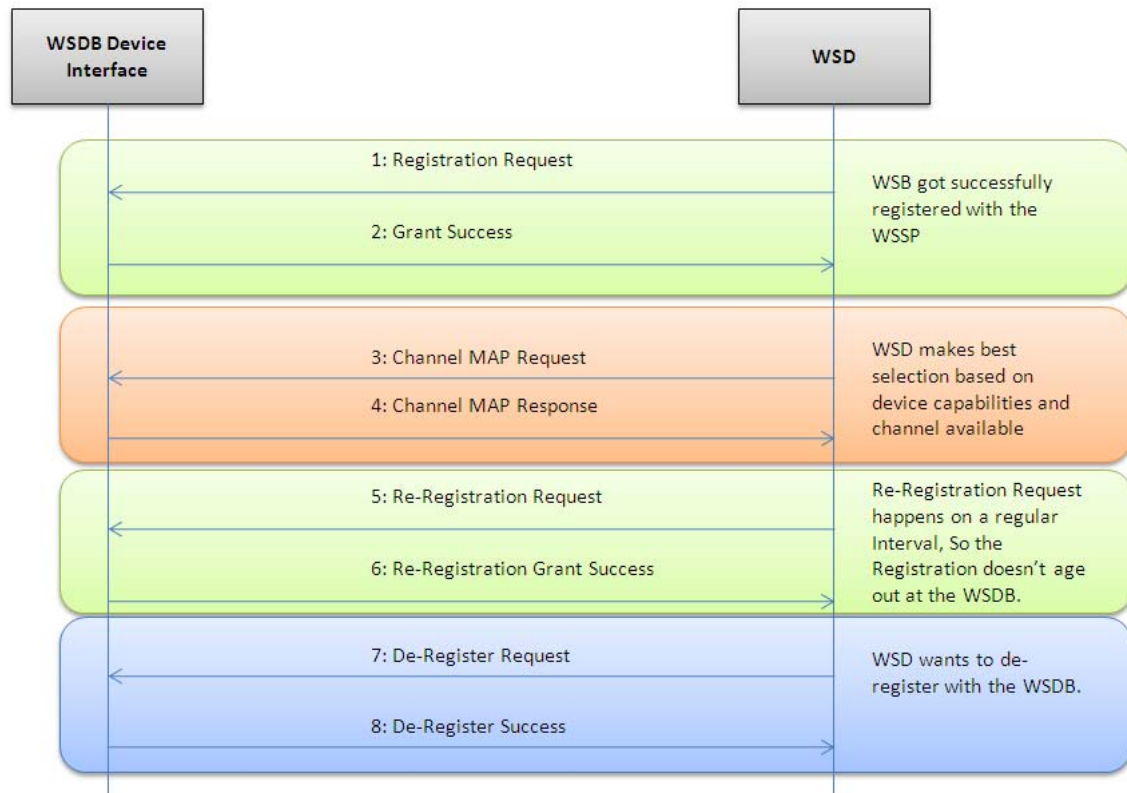 WSDB Device
Interface
WSD
1: Registration Request
WSB got successfully
registered with the
WSSP
2: Grant Success
3: Channel MAP Request
WSD makes best
selection based on
device capabilities and
channel available
4: Channel MAP Response
5: Re-Registration Request
Re-Registration Request
happens on a regular
Interval, So the
Registration doesn’t age
out at the WSDB.
6: Re-Registration Grant Success
7: De-Register Request
WSD wants to de-
register with the WSDB.
8: De-Register Success